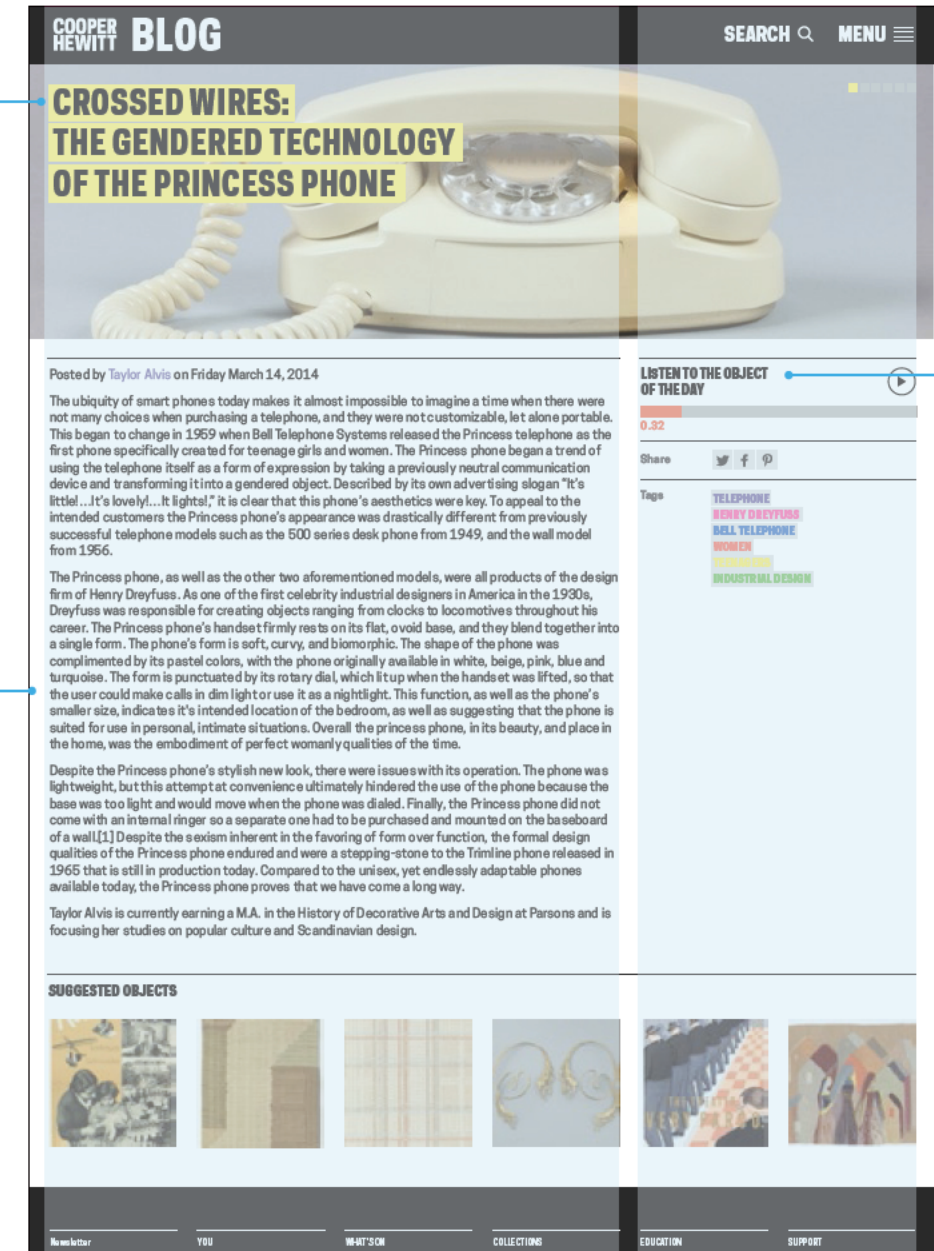 COOPER
HEWITT BLOG
SEARCH
MENU
CROSSED WIRES:
THE GENDERED TECHNOLOGY
OF THE PRINCESS PHONE
Posted by Taylor Alvis on Friday March 14, 2014
The ubiquity of smart phones today makes it almost impossible to imagine a time when there were
not many choices when purchasing a telephone, and they were not customizable, let alone portable.
This began to change in 1959 when Bell Telephone Systems released the Princess telephone as the
first phone specifically created for teenage girls and women. The Princess phone began a trend of
using the telephone itself as a form of expression by taking a previously neutral communication
device and transforming it into a gendered object. Described by its own advertising slogan "It's
little!...It's lovely!...It lights!," it is clear that this phone's aesthetics were key. To appeal to the
intended customers the Princess phone's appearance was drastically different from previously
successful telephone models such as the 500 series desk phone from 1949, and the wall model
from 1956.
The Princess phone, as well as the other two aforementioned models, were all products of the design
firm of Henry Dreyfuss. As one of the first celebrity industrial designers in America in the 1930s,
Dreyfuss was responsible for creating objects ranging from clocks to locomotives throughout his
career. The Princess phone's handset firmly rests on its flat, ovoid base, and they blend together into
a single form. The phone's form is soft, curvy, and biomorphic. The shape of the phone was
complimented by its pastel colors, with the phone originally available in white, beige, pink, blue and
turquoise. The form is punctuated by its rotary dial, which lit up when the handset was lifted, so that
the user could make calls in dim light or use it as a nightlight. This function, as well as the phone's
smaller size, indicates it's intended location of the bedroom, as well as suggesting that the phone is
suited for use in personal, intimate situations. Overall the princess phone, in its beauty, and place in
the home, was the embodiment of perfect womanly qualities of the time.
Despite the Princess phone's stylish new look, there were issues with its operation. The phone was
lightweight, but this attempt at convenience ultimately hindered the use of the phone because the
base was too light and would move when the phone was dialed. Finally, the Princess phone did not
come with an internal ringer so a separate one had to be purchased and mounted on the baseboard
of a wall.[1] Despite the sexism inherent in the favoring of form over function, the formal design
qualities of the Princess phone endured and were a stepping-stone to the Trimline phone released in
1965 that is still in production today. Compared to the unisex, yet endlessly adaptable phones
available today, the Princess phone proves that we have come a long way.
Taylor Alvis is currently earning a M.A. in the History of Decorative Arts and Design at Parsons and is
focusing her studies on popular culture and Scandinavian design.
LISTEN TO THE OBJECT
OF THE DAY
0.32
Share
Tags
TELEPHONE
HENRY DREYFUSS
BELL TELEPHONE
WOMEN
INDUSTRIAL DESIGN
SUGGESTED OBJECTS
Newsletter
YOU
WHAT'S ON
COLLECTIONS
EDUCATION
SUPPORT